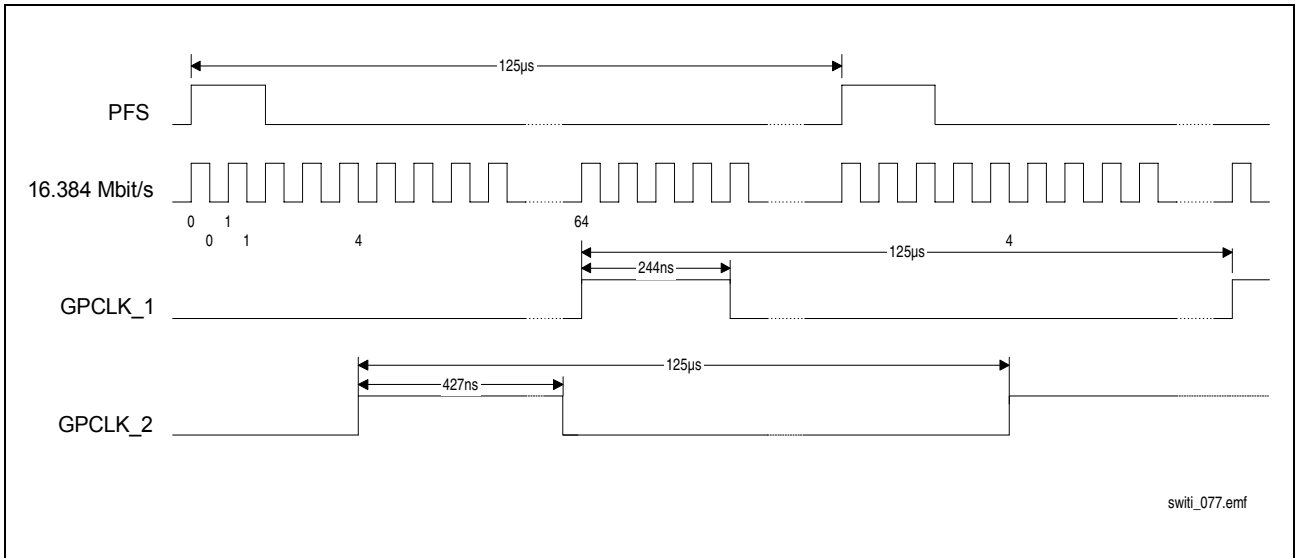 125µs
PFS
16.384 Mbit/s
0 1 64
0 1 4 4
125µs
244ns
GPCLK_1
125µs
427ns
GPCLK_2
switi_077.emf